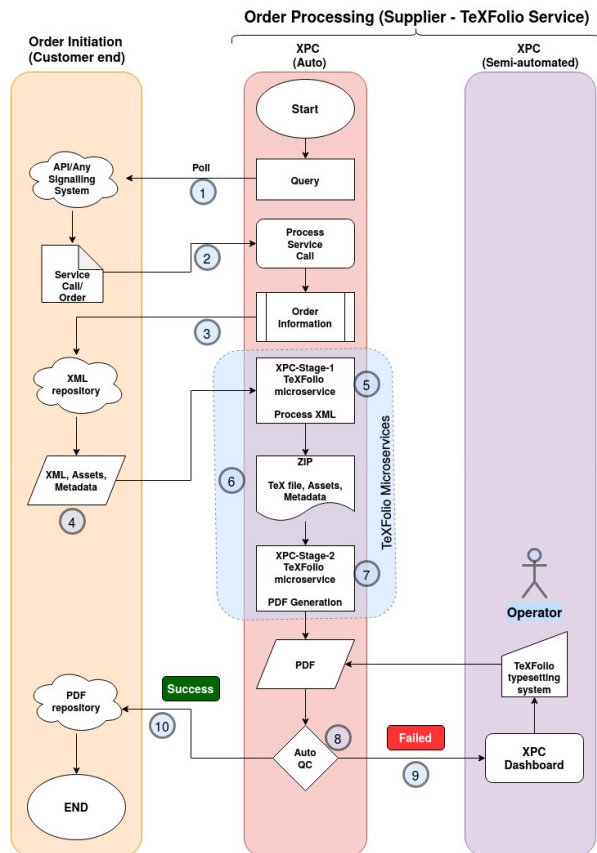 Order Processing (Supplier - TeXFolio Service)
Order Initiation
(Customer end)
XPC
(Auto)
XPC
(Semi-automated)
Start
API/Any
Signalling
System
Poll
1
Query
Service
Call/
Order
2
Process
Service
Call
3
Order
Information
XML
repository
XPC-Stage-1
TeXFolio
microservice
Process XML
5
TeXFolio Microservices
XML, Assets,
Metadata
4
6
ZIP
TeX file, Assets,
Metadata
XPC-Stage-2
TeXFolio
microservice
PDF Generation
7
Operator
PDF
TeXFolio
typesetting
system
PDF
repository
Success
10
Auto
QC
8
Failed
9
XPC
Dashboard
END